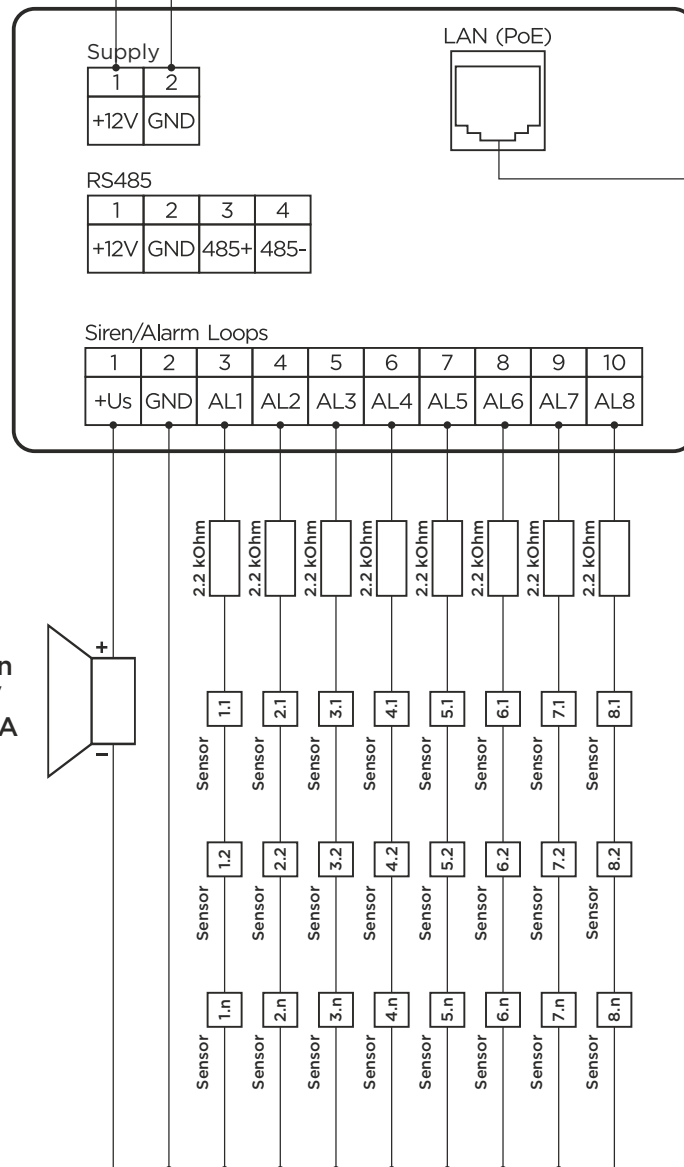 Supply
LAN (PoE)
1 2
+12V GND
RS485
1 2 3 4
+12V GND 485+ 485-
Siren/Alarm Loops
1 2 3 4 5 6 7 8 9 10
+Us GND AL1 AL2 AL3 AL4 AL5 AL6 AL7 AL8
2.2 kOhm 2.2 kOhm 2.2 kOhm 2.2 kOhm 2.2 kOhm 2.2 kOhm 2.2 kOhm 2.2 kOhm
+
n
A
−
1.1 2.1 3.1 4.1 5.1 6.1 7.1 8.1
Sensor Sensor Sensor Sensor Sensor Sensor Sensor Sensor
1.2 2.2 3.2 4.2 5.2 6.2 7.2 8.2
Sensor Sensor Sensor Sensor Sensor Sensor Sensor Sensor
1.n 2.n 3.n 4.n 5.n 6.n 7.n 8.n
Sensor Sensor Sensor Sensor Sensor Sensor Sensor Sensor